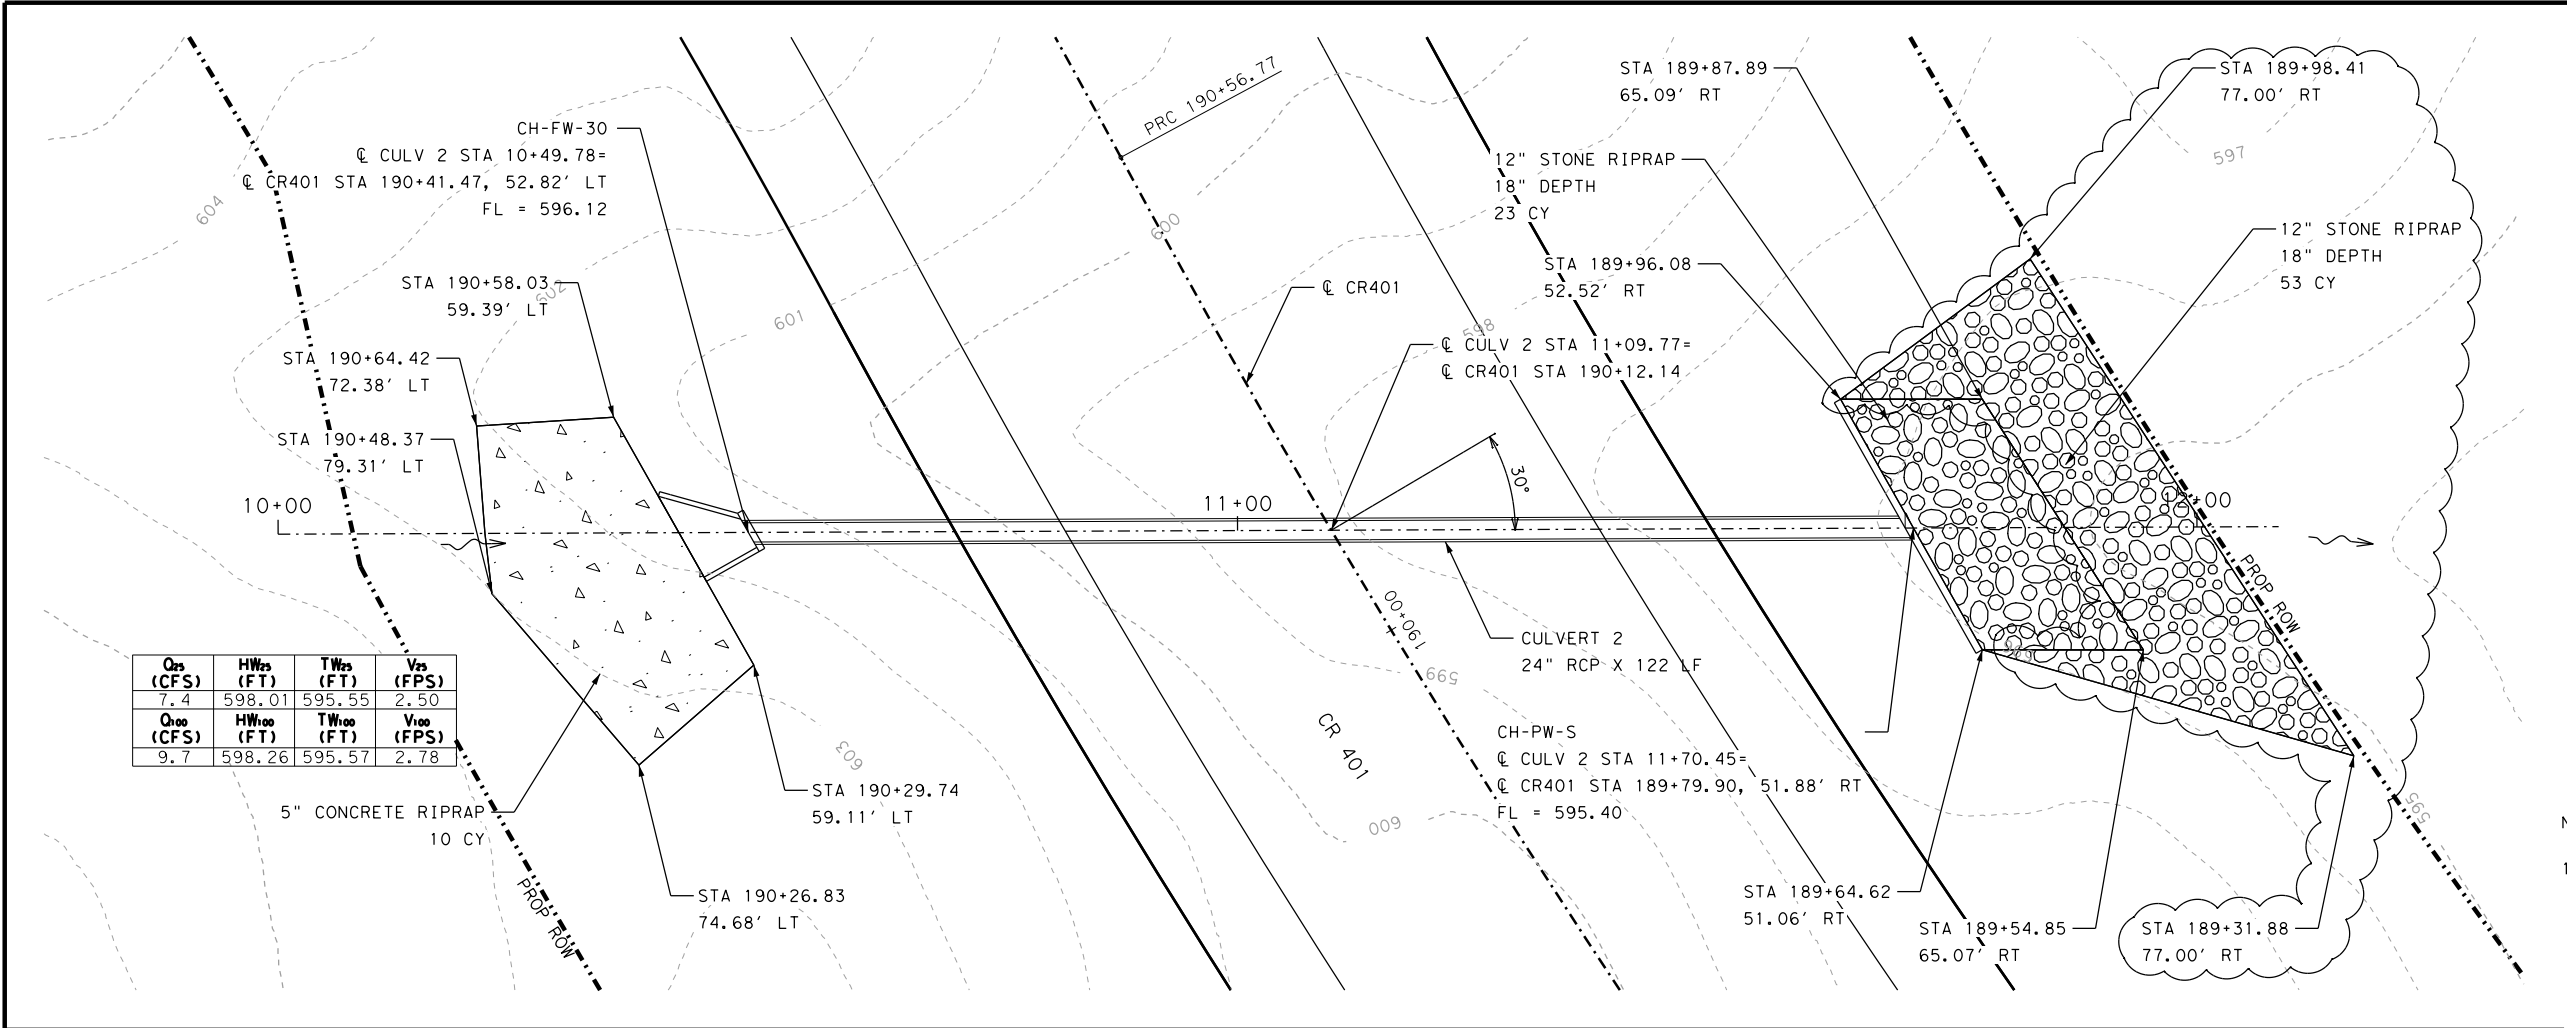 PRC 190+56.77
STA 189+87.89
65.09' RT
STA 189+98.41
77.00' RT
CH-FW-30
℄ CULV 2 STA 10+49.78=
℄ CR401 STA 190+41.47, 52.82' LT
FL = 596.12
12" STONE RIPRAP
18" DEPTH
23 CY
597
604
600
12" STONE RIPRAP
18" DEPTH
53 CY
STA 189+96.08
52.52' RT
STA 190+58.03
59.39' LT
602
℄ CR401
601
598
℄ CULV 2 STA 11+09.77=
℄ CR401 STA 190+12.14
STA 190+64.42
72.38' LT
STA 190+48.37
79.31' LT
30°
10+00
11+00
12+00
PROP ROW
190+00
CULVERT 2
24" RCP X 122 LF
599
596
Q25 (CFS) HW25 (FT) TW25 (FT) V25 (FPS)
7.4 598.01 595.55 2.50
Q100 (CFS) HW100 (FT) TW100 (FT) V100 (FPS)
9.7 598.26 595.57 2.78
CR 401
603
CH-PW-S
℄ CULV 2 STA 11+70.45=
℄ CR401 STA 189+79.90, 51.88' RT
FL = 595.40
STA 190+29.74
59.11' LT
5" CONCRETE RIPRAP
10 CY
600
595
STA 190+26.83
74.68' LT
PROP ROW
STA 189+64.62
51.06' RT
STA 189+54.85
65.07' RT
STA 189+31.88
77.00' RT